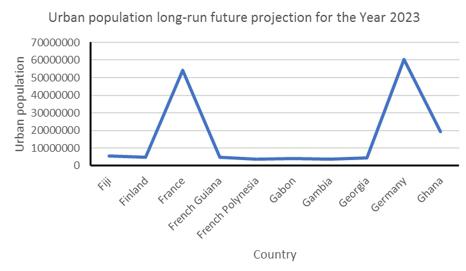 Urban population long-run future projection for the Year 2023
Urban population
70000000
60000000
50000000
40000000
30000000
20000000
10000000
0
Fiji
Finland
France
French Guiana
French Polynesia
Gabon
Gambia
Georgia
Germany
Ghana
Country